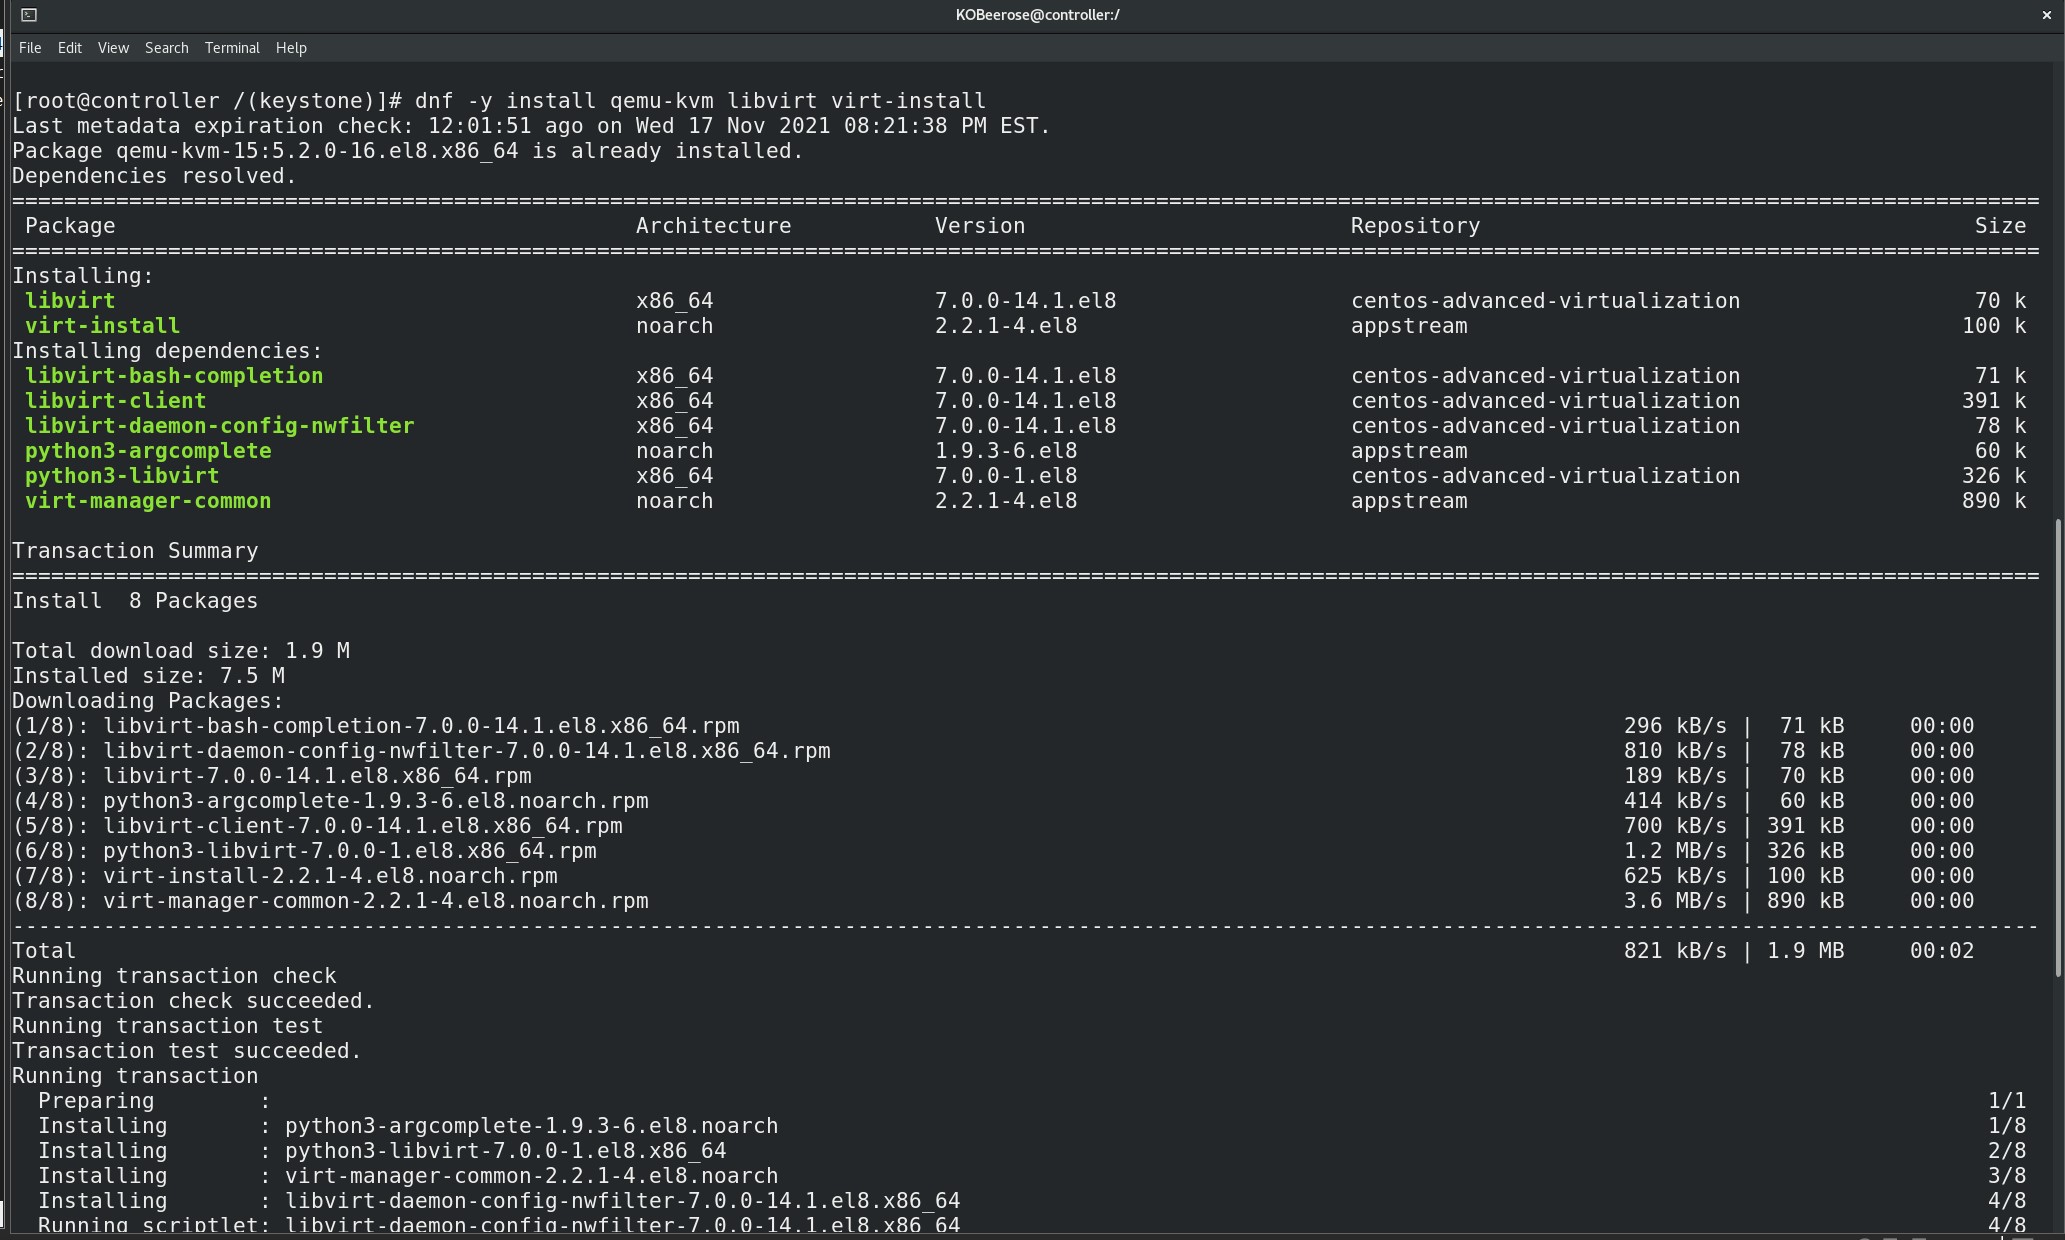 KOBeerose@controller:/
File Edit View Search Terminal Help
[root@controller /(keystone)]# dnf -y install qemu-kvm libvirt virt-install
Last metadata expiration check: 12:01:51 ago on Wed 17 Nov 2021 08:21:38 PM EST.
Package qemu-kvm-15:5.2.0-16.el8.x86_64 is already installed.
Dependencies resolved.
==============================================================================================================================================================
Package Architecture Version Repository Size
==============================================================================================================================================================
Installing:
libvirt x86_64 7.0.0-14.1.el8 centos-advanced-virtualization 70 k
virt-install noarch 2.2.1-4.el8 appstream 100 k
Installing dependencies:
libvirt-bash-completion x86_64 7.0.0-14.1.el8 centos-advanced-virtualization 71 k
libvirt-client x86_64 7.0.0-14.1.el8 centos-advanced-virtualization 391 k
libvirt-daemon-config-nwfilter x86_64 7.0.0-14.1.el8 centos-advanced-virtualization 78 k
python3-argcomplete noarch 1.9.3-6.el8 appstream 60 k
python3-libvirt x86_64 7.0.0-1.el8 centos-advanced-virtualization 326 k
virt-manager-common noarch 2.2.1-4.el8 appstream 890 k
Transaction Summary
==============================================================================================================================================================
Install 8 Packages
Total download size: 1.9 M
Installed size: 7.5 M
Downloading Packages:
(1/8): libvirt-bash-completion-7.0.0-14.1.el8.x86_64.rpm 296 kB/s | 71 kB 00:00
(2/8): libvirt-daemon-config-nwfilter-7.0.0-14.1.el8.x86_64.rpm 810 kB/s | 78 kB 00:00
(3/8): libvirt-7.0.0-14.1.el8.x86_64.rpm 189 kB/s | 70 kB 00:00
(4/8): python3-argcomplete-1.9.3-6.el8.noarch.rpm 414 kB/s | 60 kB 00:00
(5/8): libvirt-client-7.0.0-14.1.el8.x86_64.rpm 700 kB/s | 391 kB 00:00
(6/8): python3-libvirt-7.0.0-1.el8.x86_64.rpm 1.2 MB/s | 326 kB 00:00
(7/8): virt-install-2.2.1-4.el8.noarch.rpm 625 kB/s | 100 kB 00:00
(8/8): virt-manager-common-2.2.1-4.el8.noarch.rpm 3.6 MB/s | 890 kB 00:00
--------------------------------------------------------------------------------------------------------------------------------------------------------------
Total 821 kB/s | 1.9 MB 00:02
Running transaction check
Transaction check succeeded.
Running transaction test
Transaction test succeeded.
Running transaction
Preparing : 1/1
Installing : python3-argcomplete-1.9.3-6.el8.noarch 1/8
Installing : python3-libvirt-7.0.0-1.el8.x86_64 2/8
Installing : virt-manager-common-2.2.1-4.el8.noarch 3/8
Installing : libvirt-daemon-config-nwfilter-7.0.0-14.1.el8.x86_64 4/8
Running scriptlet: libvirt-daemon-config-nwfilter-7.0.0-14.1.el8.x86_64 4/8